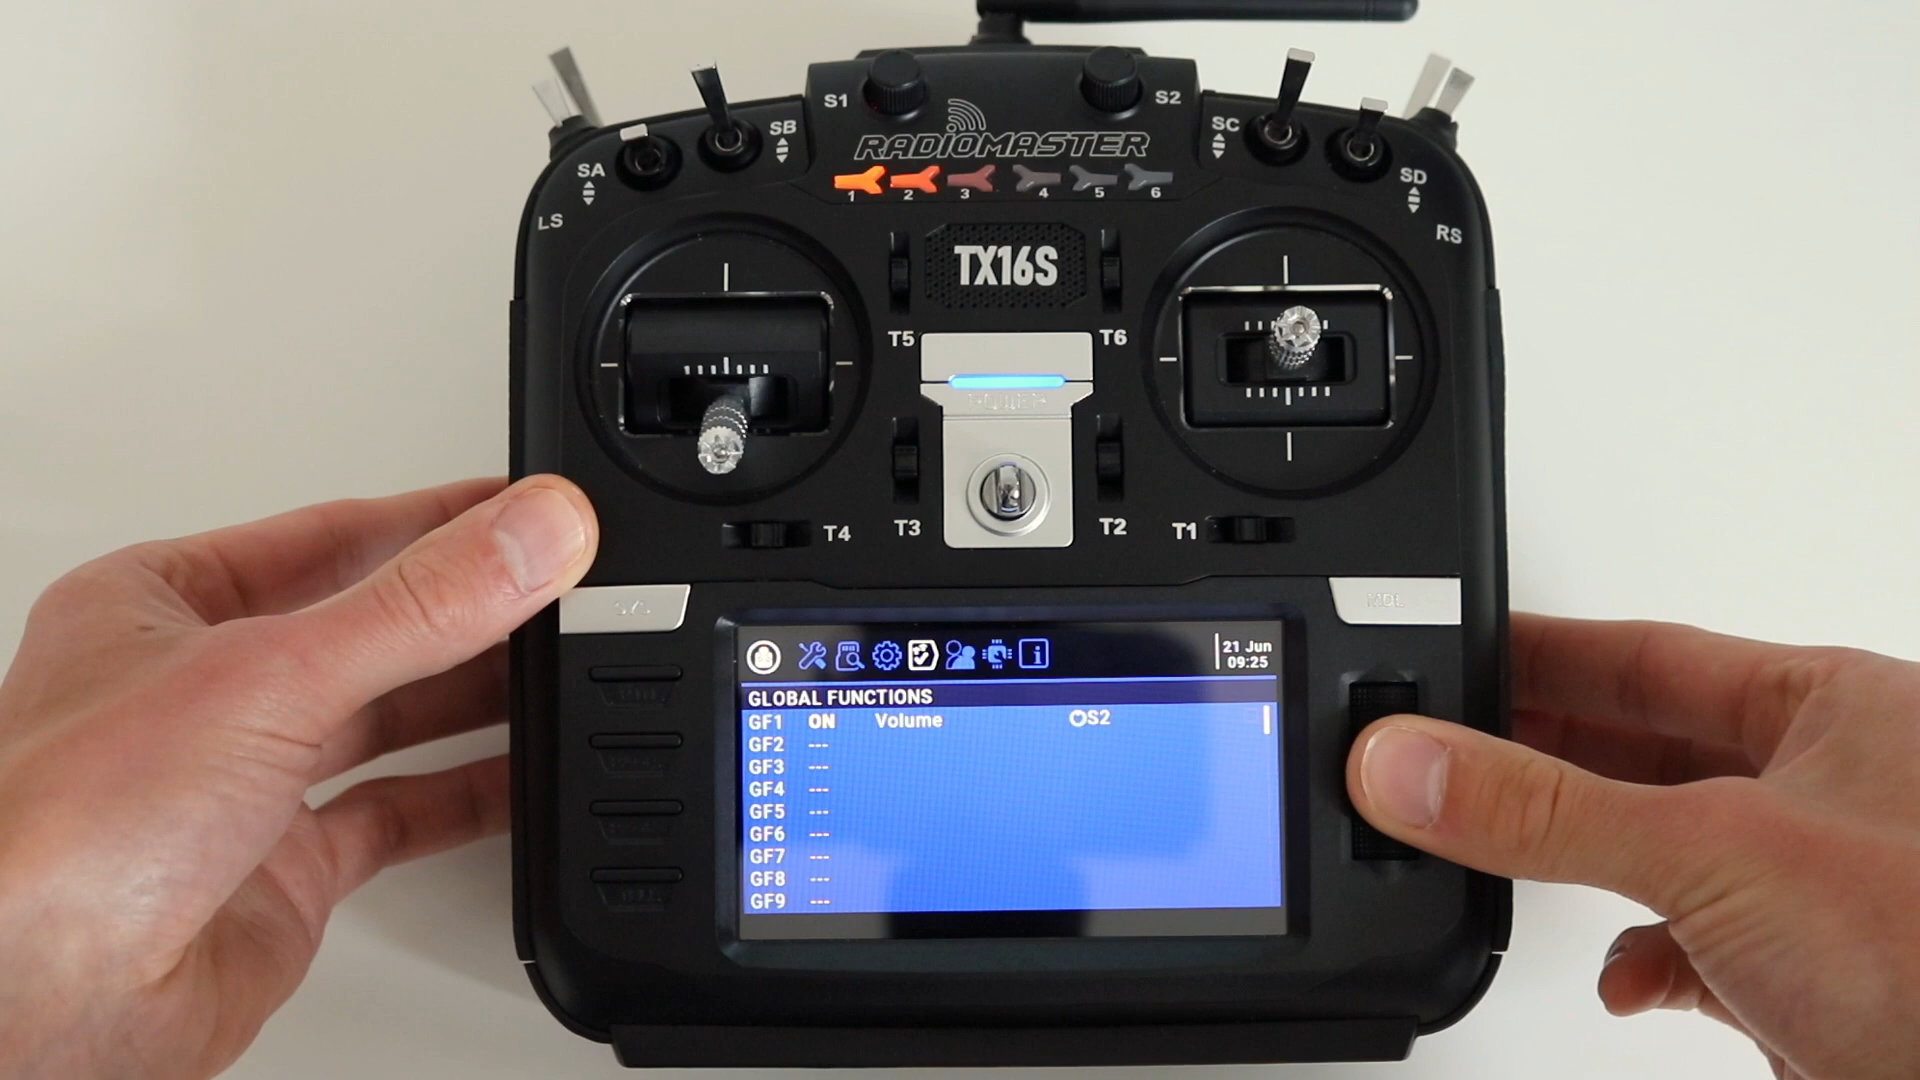 S1
S2
SB
SC
RADIOMASTER
SA
SD
1 2 3 4 5 6
LS
RS
TX16S
T5
T6
POWER
T4
T3
T2
T1
SYS
MDL
21 Jun
09:25
GLOBAL FUNCTIONS
GF1 ON Volume S2
GF2 ---
GF3 ---
GF4 ---
GF5 ---
GF6 ---
GF7 ---
GF8 ---
GF9 ---